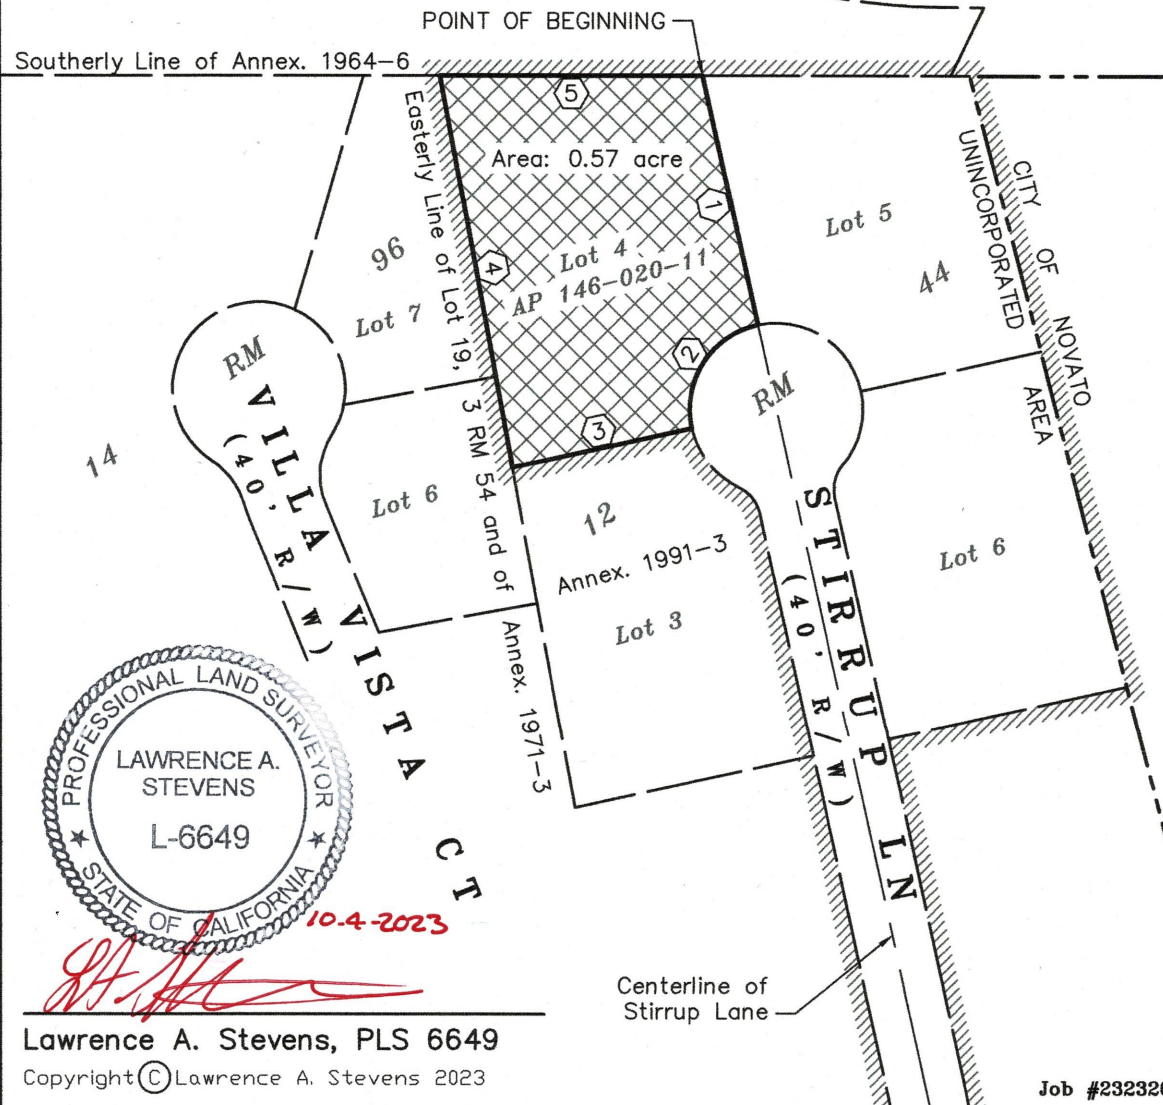 POINT OF BEGINNING
Southerly Line of Annex. 1964-6
5
Area: 0.57 acre
1
Lot 4
AP 146-020-11
4
2
3
Easterly Line of Lot 19, 3 RM 54 and of Annex. 1971-3
Lot 5
44
CITY OF NOVATO
UNINCORPORATED AREA
96
Lot 7
RM
RM
14
Lot 6
VILLA VISTA CT
(40' R/W)
12
Annex. 1991-3
Lot 3
STIRRUP LN
(40' R/W)
Lot 6
PROFESSIONAL LAND SURVEYOR
LAWRENCE A.
STEVENS
L-6649
STATE OF CALIFORNIA
10-4-2023
Centerline of
Stirrup Lane
Lawrence A. Stevens, PLS 6649
Copyright Ⓒ Lawrence A. Stevens 2023
Job #232320